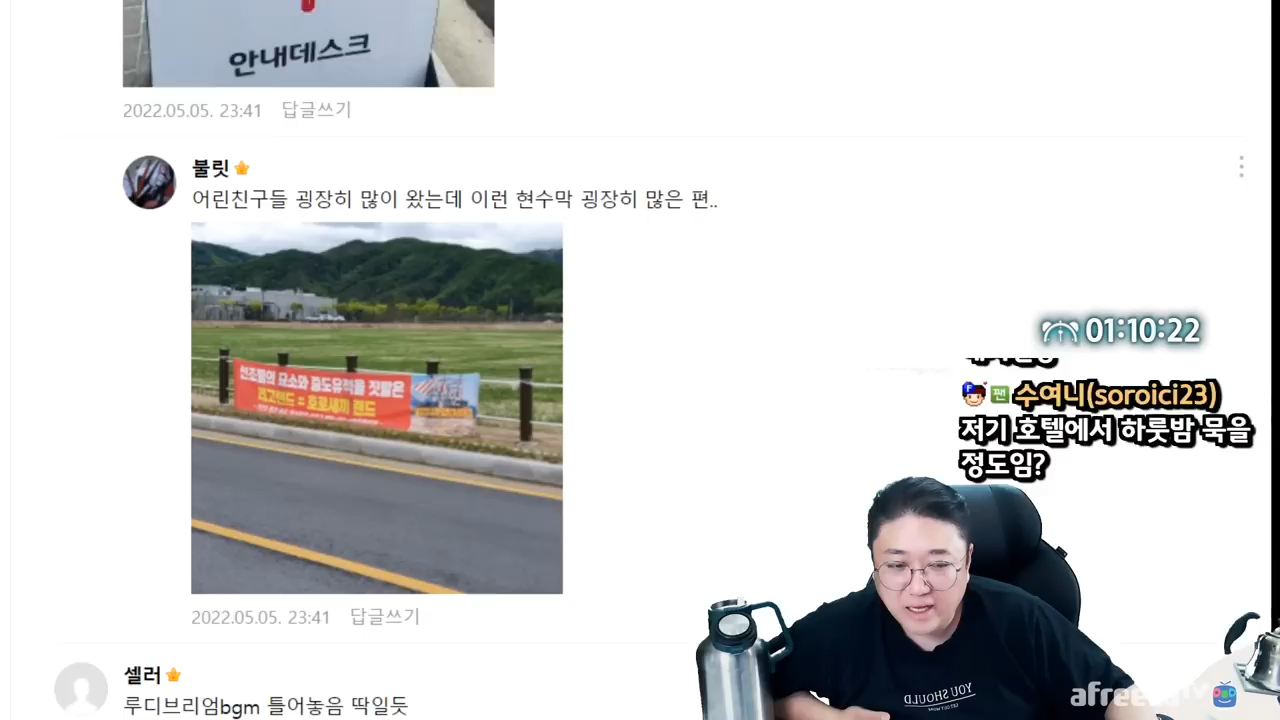 안내데스크
2022.05.05. 23:41 답글쓰기
불릿
어린친구들 굉장히 많이 왔는데 이런 현수막 굉장히 많은 편..
선조들의 묘소와 중도유적을 짓밟은
레고랜드 = 호로새끼 랜드
2022.05.05. 23:41 답글쓰기
셀러
루디브리엄bgm 틀어놓음 딱일듯
01:10:22
팬 수여니(soroici23)
저기 호텔에서 하룻밤 묵을
정도임?
YOU SHOULD
afreecaTV